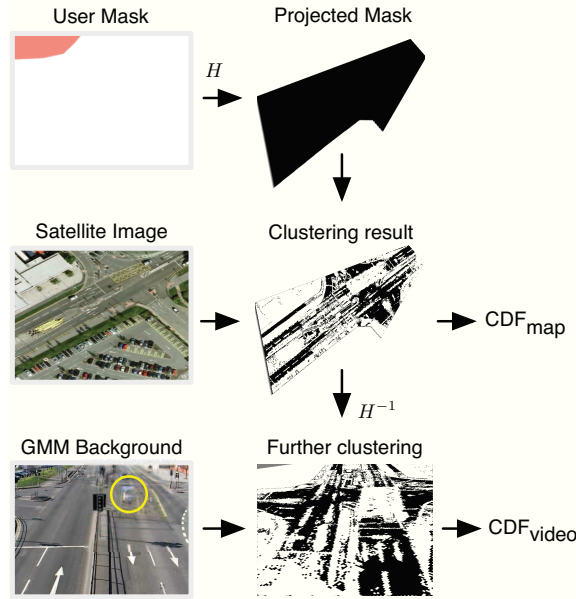 User Mask
Projected Mask
H
Satellite Image
Clustering result
CDFmap
H−1
GMM Background
Further clustering
CDFvideo